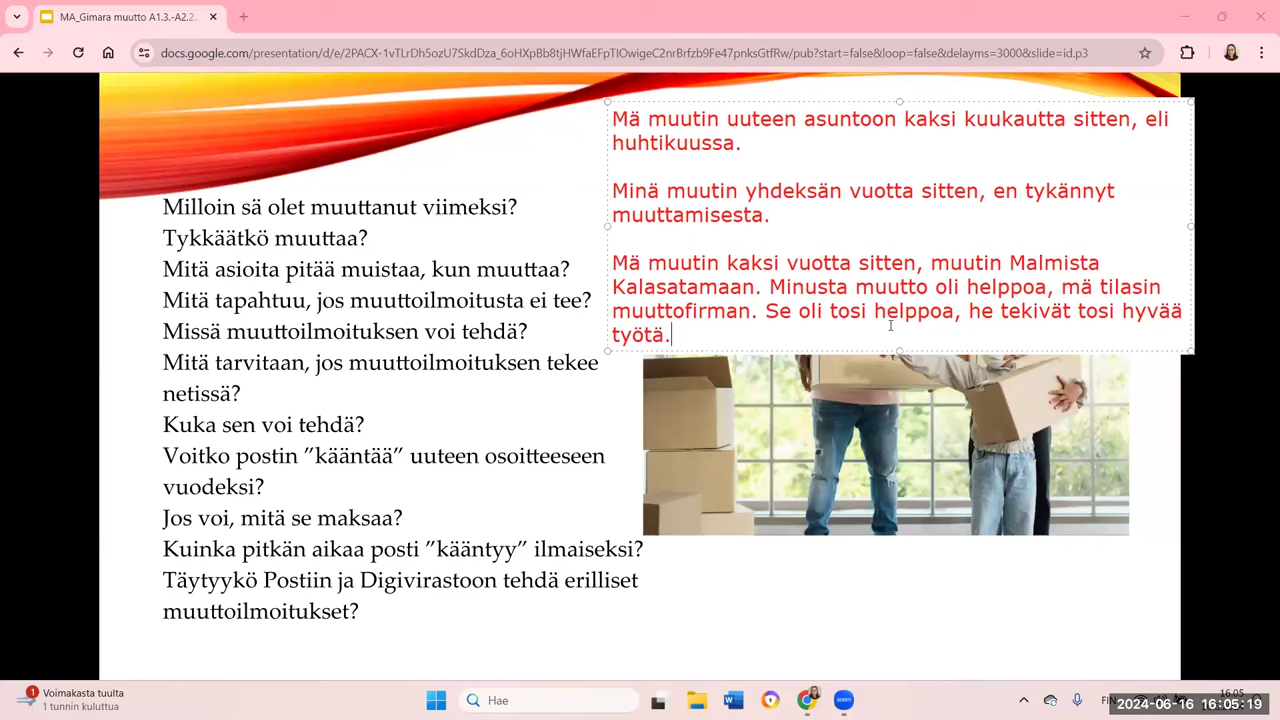 MA_Gimara muutto A1.3.-A2.2...
docs.google.com/presentation/d/e/2PACX-1vTLrDh5ozU7SkdDza_6oHXpBb8tjHWfaEFpTIOwigeC2nrBrfzb9Fe47pnksGtfRw/pub?start=false&loop=false&delayms=3000&slide=id.p3
Mä muutin uuteen asuntoon kaksi kuukautta sitten, eli
huhtikuussa.
Minä muutin yhdeksän vuotta sitten, en tykännyt
muuttamisesta.
Mä muutin kaksi vuotta sitten, muutin Malmista
Kalasatamaan. Minusta muutto oli helppoa, mä tilasin
muuttofirman. Se oli tosi helppoa, he tekivät tosi hyvää
työtä.
Milloin sä olet muuttanut viimeksi?
Tykkäätkö muuttaa?
Mitä asioita pitää muistaa, kun muuttaa?
Mitä tapahtuu, jos muuttoilmoitusta ei tee?
Missä muuttoilmoituksen voi tehdä?
Mitä tarvitaan, jos muuttoilmoituksen tekee
netissä?
Kuka sen voi tehdä?
Voitko postin ”kääntää” uuteen osoitteeseen
vuodeksi?
Jos voi, mitä se maksaa?
Kuinka pitkän aikaa posti ”kääntyy” ilmaiseksi?
Täytyykö Postiin ja Digivirastoon tehdä erilliset
muuttoilmoitukset?
1
Voimakasta tuulta
1 tunnin kuluttua
Hae
zoom
FIN
16.05
2024-06-16 16:05:19